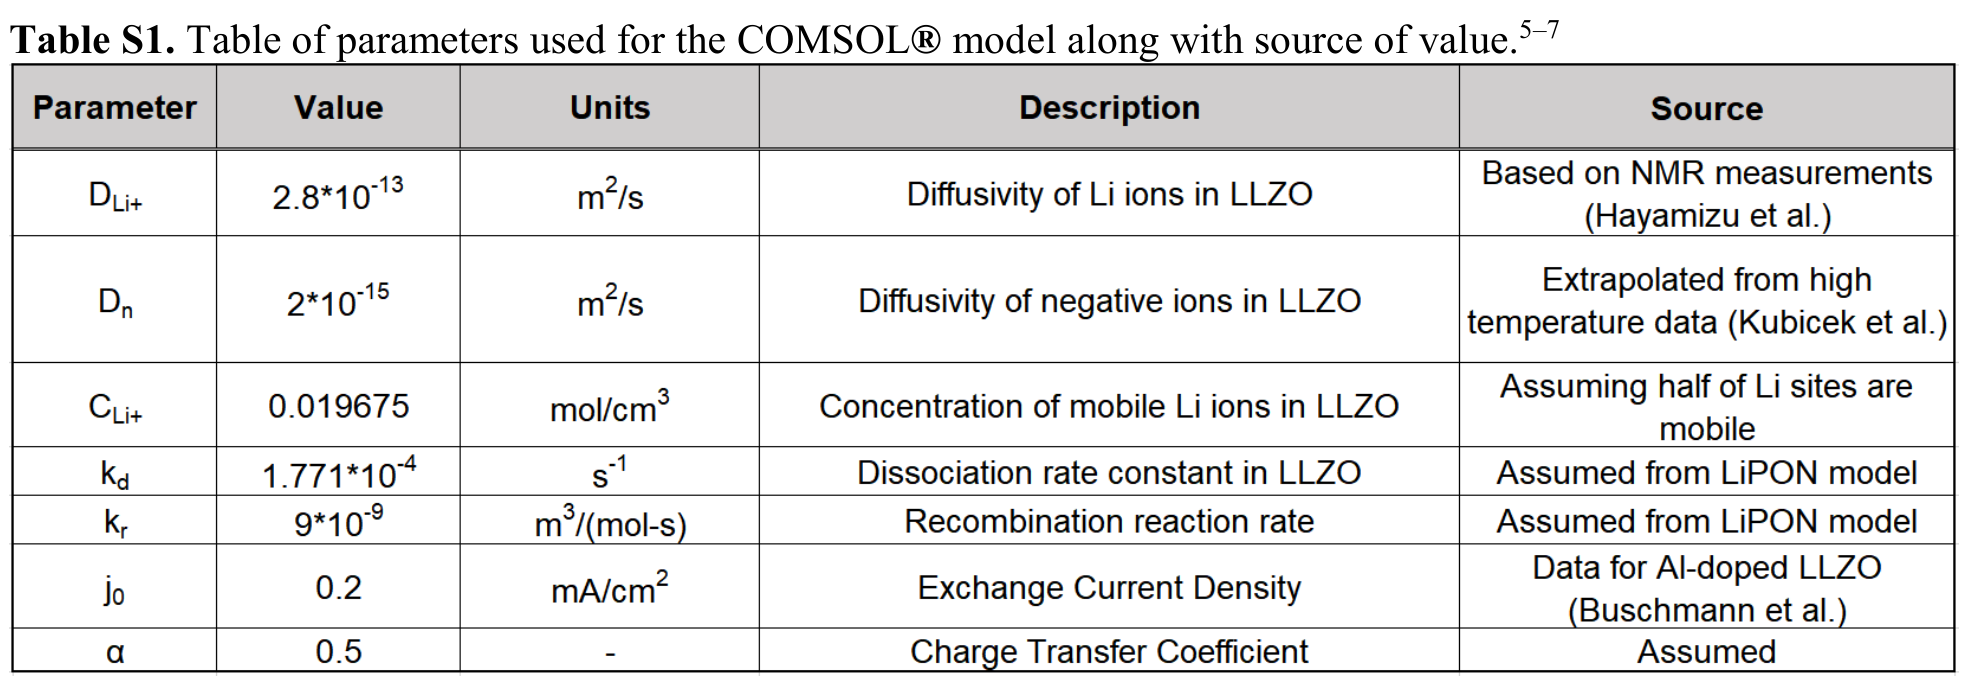 Table S1. Table of parameters used for the COMSOL® model along with source of value.⁵⁻⁷
Parameter Value Units Description Source
D_Li+ 2.8*10⁻¹³ m²/s Diffusivity of Li ions in LLZO Based on NMR measurements (Hayamizu et al.)
D_n 2*10⁻¹⁵ m²/s Diffusivity of negative ions in LLZO Extrapolated from high temperature data (Kubicek et al.)
C_Li+ 0.019675 mol/cm³ Concentration of mobile Li ions in LLZO Assuming half of Li sites are mobile
k_d 1.771*10⁻⁴ s⁻¹ Dissociation rate constant in LLZO Assumed from LiPON model
k_r 9*10⁻⁹ m³/(mol-s) Recombination reaction rate Assumed from LiPON model
j₀ 0.2 mA/cm² Exchange Current Density Data for Al-doped LLZO (Buschmann et al.)
α 0.5 - Charge Transfer Coefficient Assumed